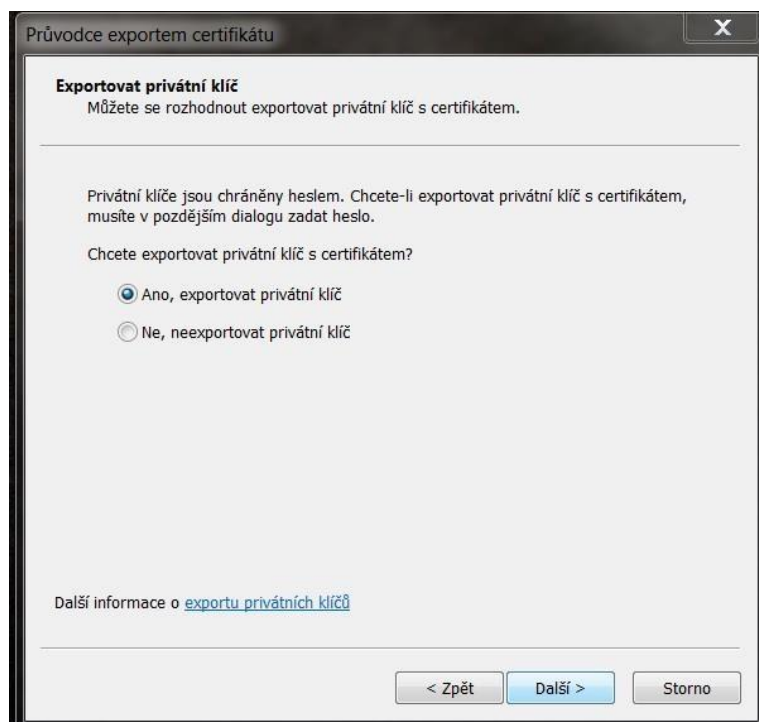 Průvodce exportem certifikátu
X
Exportovat privátní klíč
Můžete se rozhodnout exportovat privátní klíč s certifikátem.
Privátní klíče jsou chráněny heslem. Chcete-li exportovat privátní klíč s certifikátem,
musíte v pozdějším dialogu zadat heslo.
Chcete exportovat privátní klíč s certifikátem?
Ano, exportovat privátní klíč
Ne, neexportovat privátní klíč
Další informace o exportu privátních klíčů
< Zpět Další > Storno